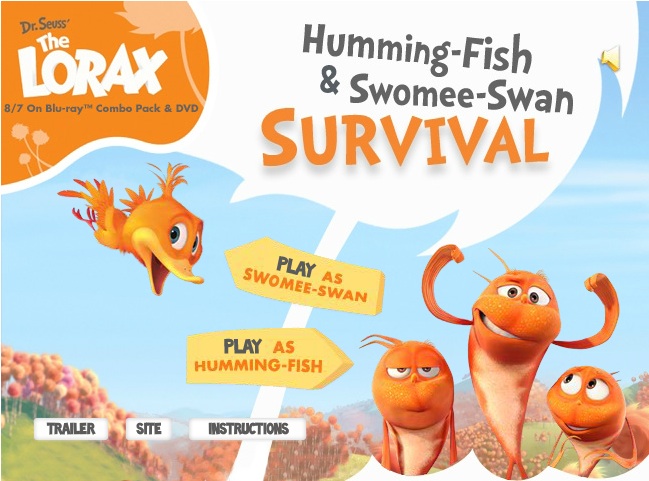 Dr. Seuss'
The
LORAX
8/7 On Blu-ray™ Combo Pack & DVD
Humming-Fish
& Swomee-Swan
SURVIVAL
PLAY AS
SWOMEE-SWAN
PLAY AS
HUMMING-FISH
TRAILER
SITE
INSTRUCTIONS